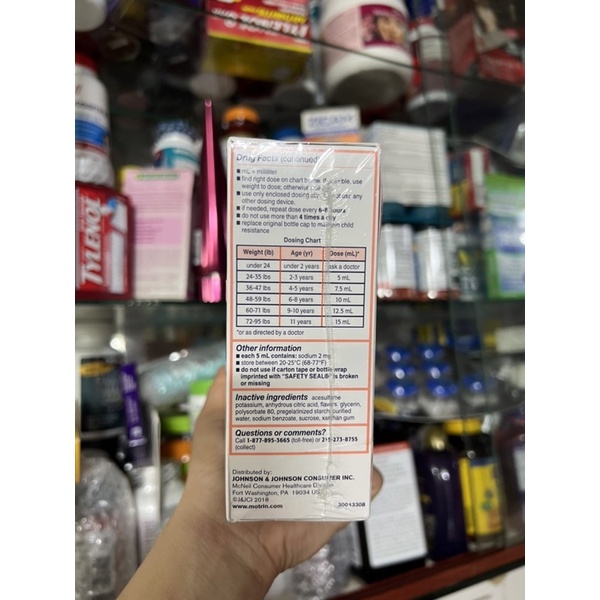 TYLENOL
Drug Facts (continued)
■ mL = milliliter
■ find right dose on chart below. If possible, use
weight to dose; otherwise use age
■ use only enclosed dosing Do not use any
other dosing device.
■ if needed, repeat dose every 6-8 hours
■ do not use more than 4 times a day
■ replace original bottle cap to maintain child
resistance
Dosing Chart
Weight (lb) Age (yr) Dose (mL)*
under 24 under 2 years ask a doctor
24-35 lbs 2-3 years 5 mL
36-47 lbs 4-5 years 7.5 mL
48-59 lbs 6-8 years 10 mL
60-71 lbs 9-10 years 12.5 mL
72-95 lbs 11 years 15 mL
*or as directed by a doctor
Other information
■ each 5 mL contains: sodium 2 mg
■ store between 20-25°C (68-77°F)
■ do not use if carton tape or bottle wrap
imprinted with "SAFETY SEAL®" is broken
or missing
Inactive ingredients acesulfame
potassium, anhydrous citric acid, flavors, glycerin,
polysorbate 80, pregelatinized starch, purified
water, sodium benzoate, sucrose, xanthan gum
Questions or comments?
Call 1-877-895-3665 (toll-free) or 215-273-8755
(collect)
Distributed by:
JOHNSON & JOHNSON CONSUMER INC.
McNeil Consumer Healthcare Division
Fort Washington, PA 19034 USA
©J&JCI 2018
www.motrin.com 30043308